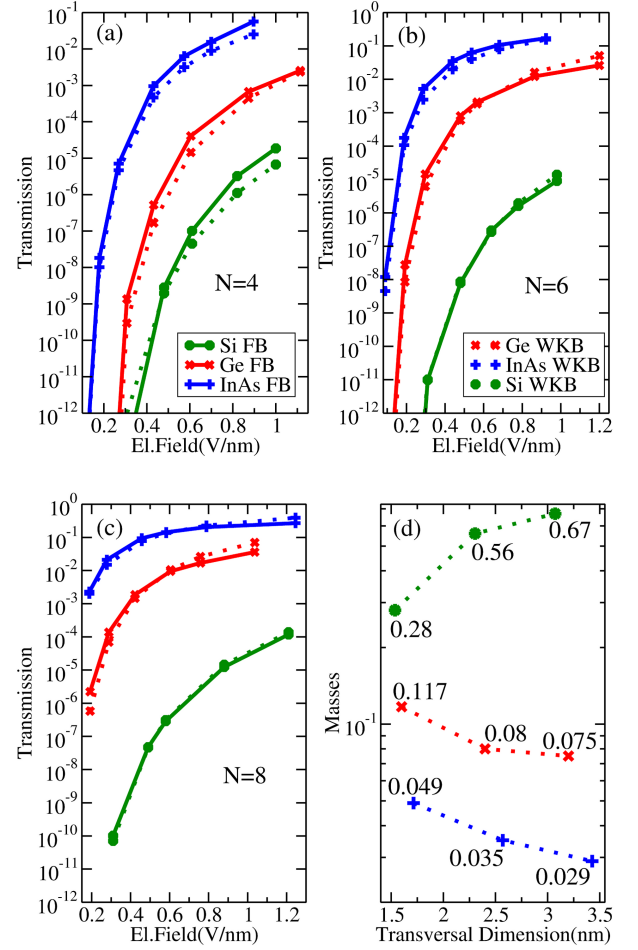 (a)
Transmission
10^-1
10^-2
10^-3
10^-4
10^-5
10^-6
10^-7
10^-8
10^-9
10^-10
10^-11
10^-12
N=4
Si FB
Ge FB
InAs FB
0.2 0.4 0.6 0.8 1
El.Field(V/nm)
(b)
Transmission
10^0
10^-1
10^-2
10^-3
10^-4
10^-5
10^-6
10^-7
10^-8
10^-9
10^-10
10^-11
10^-12
N=6
Ge WKB
InAs WKB
Si WKB
0.2 0.4 0.6 0.8 1 1.2
El.Field(V/nm)
(c)
Transmission
10^0
10^-1
10^-2
10^-3
10^-4
10^-5
10^-6
10^-7
10^-8
10^-9
10^-10
10^-11
10^-12
N=8
0.2 0.4 0.6 0.8 1 1.2
El.Field(V/nm)
(d)
Masses
10^-1
0.67
0.56
0.28
0.117
0.08
0.075
0.049
0.035
0.029
1.5 2 2.5 3 3.5
Transversal Dimension(nm)